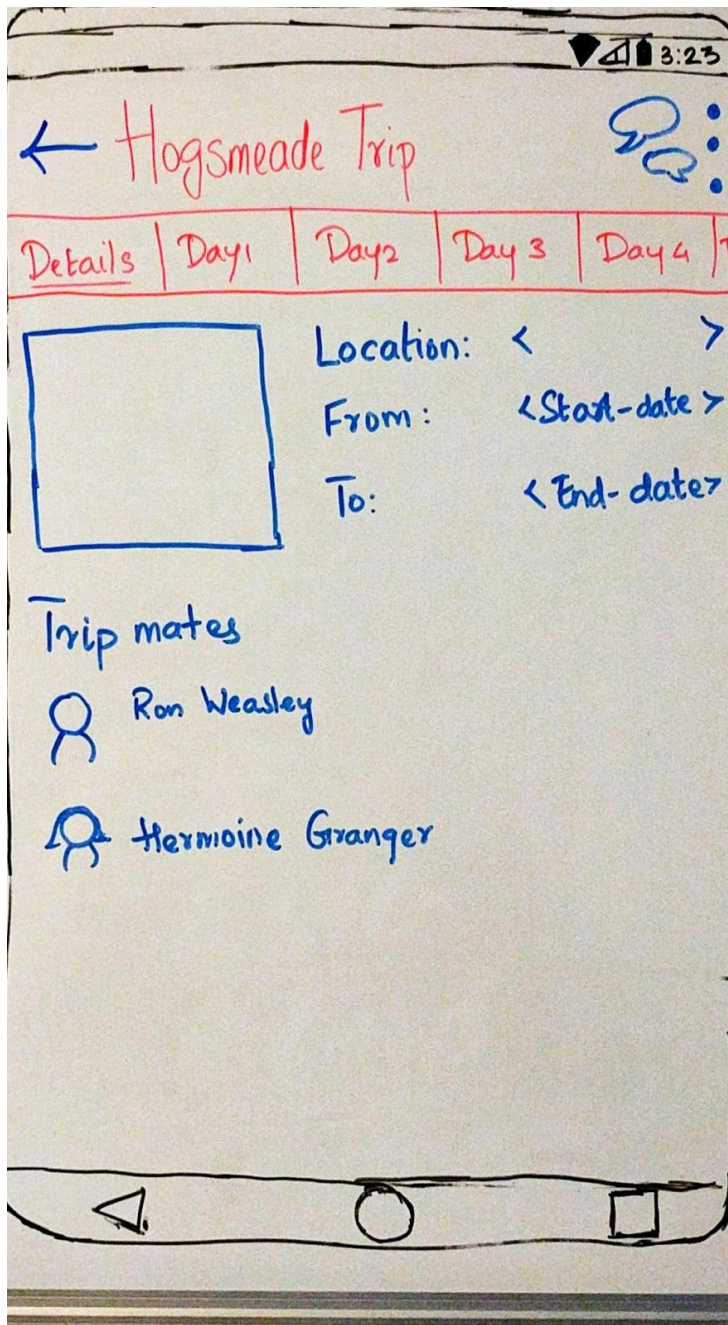 3:23
Hogsmeade Trip
Details Day1 Day2 Day 3 Day 4
Location: < >
From: <Start-date>
To: <End-date>
Trip mates
Ron Weasley
Hermoine Granger